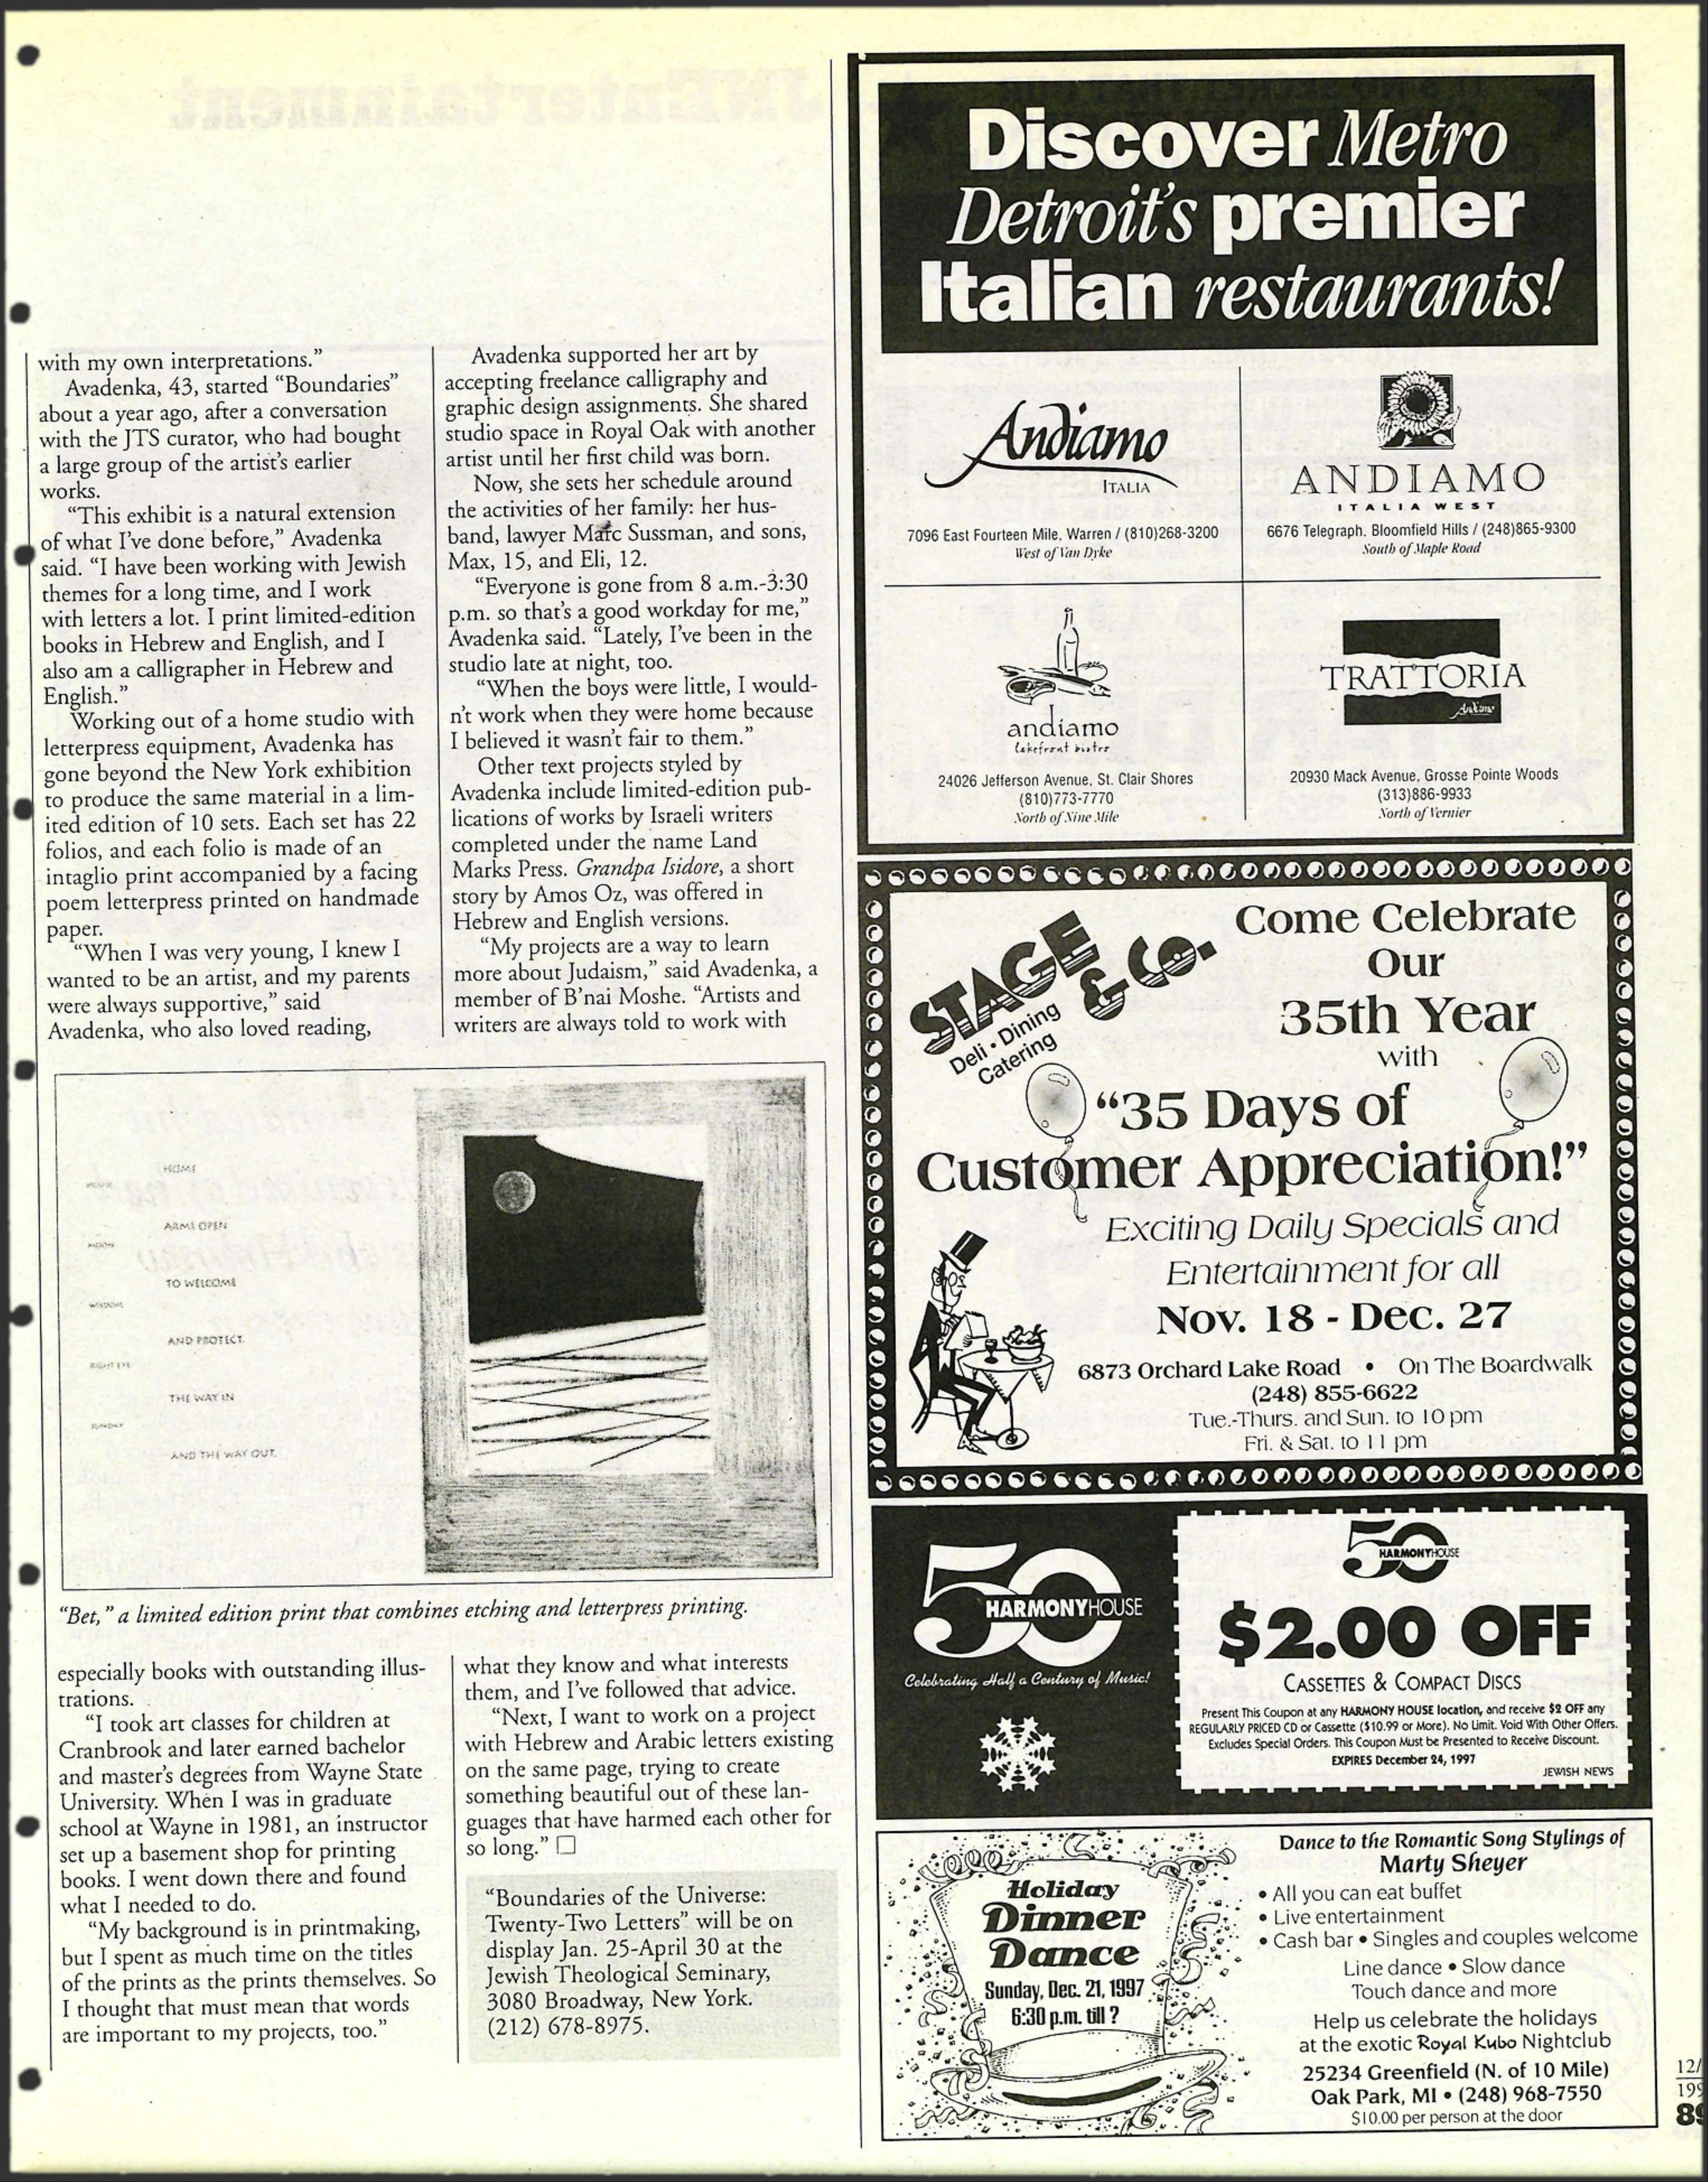 with my own interpretations.”
Avadenka, 43, started “Boundaries”
about a year ago, after a conversation
with the JTS curator, who had bought
a large group of the artist’s earlier
works.
“This exhibit is a natural extension
of what I’ve done before,” Avadenka
said. “I have been working with Jewish
themes for a long time, and I work
with letters a lot. I print limited-edition
books in Hebrew and English, and I
also am a calligrapher in Hebrew and
English.”
Working out of a home studio with
letterpress equipment, Avadenka has
gone beyond the New York exhibition
to produce the same material in a lim-
ited edition of 10 sets. Each set has 22
folios, and each folio is made of an
intaglio print accompanied by a facing
poem letterpress printed on handmade
paper.
“When I was very young, I knew I
wanted to be an artist, and my parents
were always supportive,” said
Avadenka, who also loved reading,
Avadenka supported her art by
accepting freelance calligraphy and
graphic design assignments. She shared
studio space in Royal Oak with another
artist until her first child was born.
Now, she sets her schedule around
the activities of her family: her hus-
band, lawyer Marc Sussman, and sons,
Max, 15, and Eli, 12.
“Everyone is gone from 8 a.m.-3:30
p.m. so that’s a good workday for me,”
Avadenka said. “Lately, I’ve been in the
studio late at night, too.
“When the boys were little, I would-
n’t work when they were home because
I believed it wasn’t fair to them.”
Other text projects styled by
Avadenka include limited-edition pub-
lications of works by Israeli writers
completed under the name Land
Marks Press. Grandpa Isidore, a short
story by Amos Oz, was offered in
Hebrew and English versions.
“My projects are a way to learn
more about Judaism,” said Avadenka, a
member of B’nai Moshe. “Artists and
writers are always told to work with
HOME
ARMS OPEN
MOON
TO WELCOME
WINDOWS
AND PROTECT.
RIGHT EYE
THE WAY IN
SUNDAY
AND THE WAY OUT.
“Bet,” a limited edition print that combines etching and letterpress printing.
especially books with outstanding illus-
trations.
“I took art classes for children at
Cranbrook and later earned bachelor
and master’s degrees from Wayne State
University. When I was in graduate
school at Wayne in 1981, an instructor
set up a basement shop for printing
books. I went down there and found
what I needed to do.
“My background is in printmaking,
but I spent as much time on the titles
of the prints as the prints themselves. So
I thought that must mean that words
are important to my projects, too.”
what they know and what interests
them, and I’ve followed that advice.
“Next, I want to work on a project
with Hebrew and Arabic letters existing
on the same page, trying to create
something beautiful out of these lan-
guages that have harmed each other for
so long.” □
“Boundaries of the Universe:
Twenty-Two Letters” will be on
display Jan. 25-April 30 at the
Jewish Theological Seminary,
3080 Broadway, New York.
(212) 678-8975.
Discover Metro
Detroit’s premier
Italian restaurants!
Andiamo
ITALIA
7096 East Fourteen Mile, Warren / (810)268-3200
West of Van Dyke
ANDIAMO
ITALIA WEST
6676 Telegraph, Bloomfield Hills / (248)865-9300
South of Maple Road
andiamo
lakefront bistro
24026 Jefferson Avenue, St. Clair Shores
(810)773-7770
North of Nine Mile
TRATTORIA
Andiamo
20930 Mack Avenue, Grosse Pointe Woods
(313)886-9933
North of Vernier
STAGE & Co.
Deli • Dining
Catering
Come Celebrate
Our
35th Year
with
“35 Days of
Customer Appreciation!”
Exciting Daily Specials and
Entertainment for all
Nov. 18 - Dec. 27
6873 Orchard Lake Road • On The Boardwalk
(248) 855-6622
Tue.-Thurs. and Sun. to 10 pm
Fri. & Sat. to 11 pm
50
HARMONYHOUSE
Celebrating Half a Century of Music!
50
HARMONYHOUSE
$2.00 OFF
CASSETTES & COMPACT DISCS
Present This Coupon at any HARMONY HOUSE location, and receive $2 OFF any
REGULARLY PRICED CD or Cassette ($10.99 or More). No Limit. Void With Other Offers.
Excludes Special Orders. This Coupon Must be Presented to Receive Discount.
EXPIRES December 24, 1997
JEWISH NEWS
Holiday
Dinner
Dance
Sunday, Dec. 21, 1997
6:30 p.m. till ?
Dance to the Romantic Song Stylings of
Marty Sheyer
• All you can eat buffet
• Live entertainment
• Cash bar • Singles and couples welcome
Line dance • Slow dance
Touch dance and more
Help us celebrate the holidays
at the exotic Royal Kubo Nightclub
25234 Greenfield (N. of 10 Mile)
Oak Park, MI • (248) 968-7550
$10.00 per person at the door
12/
199
89